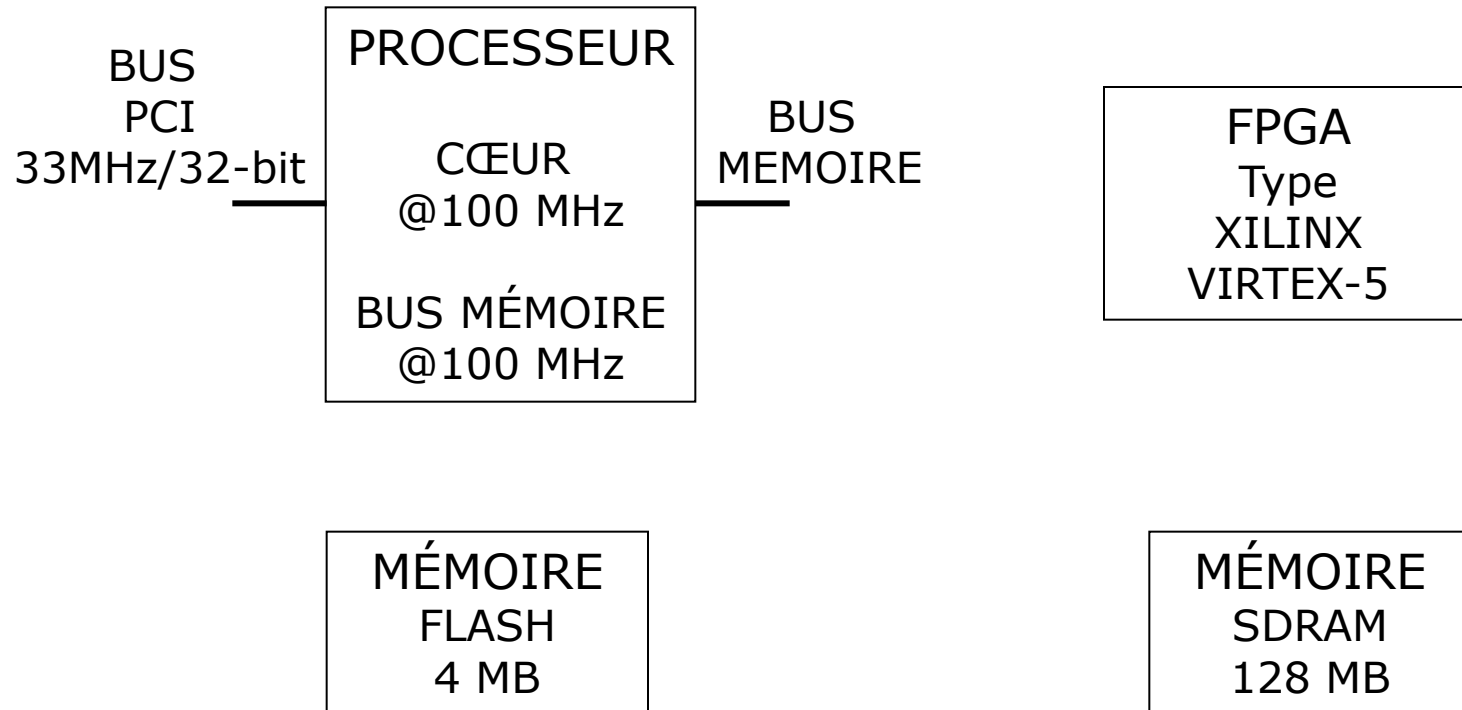 BUS
PCI
33MHz/32-bit
PROCESSEUR
CŒUR
@100 MHz
BUS MÉMOIRE
@100 MHz
BUS
MEMOIRE
FPGA
Type
XILINX
VIRTEX-5
MÉMOIRE
FLASH
4 MB
MÉMOIRE
SDRAM
128 MB